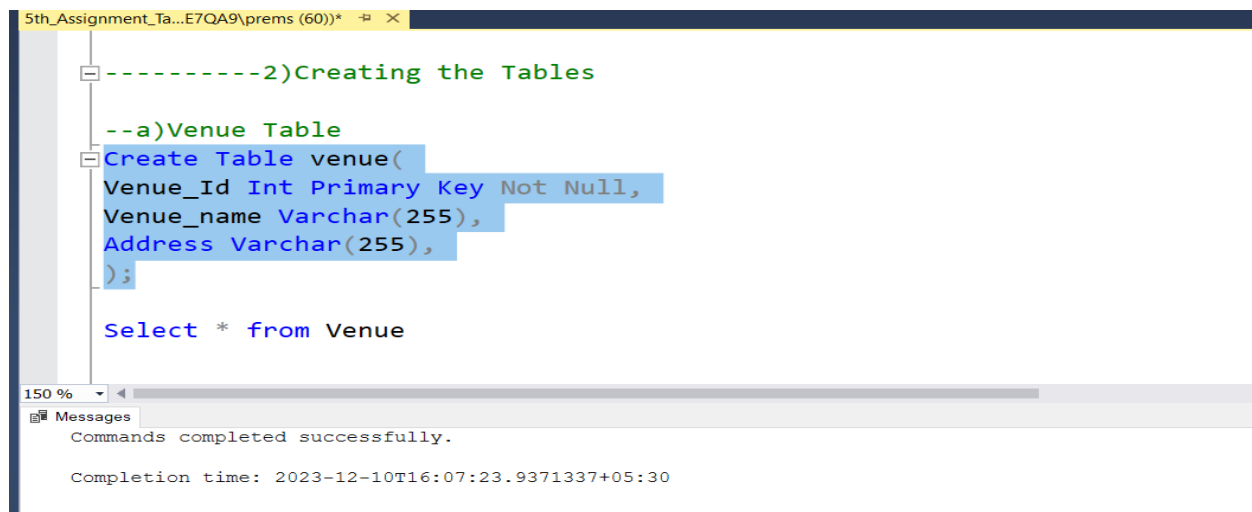 5th_Assignment_Ta...E7QA9\prems (60))*
----------2)Creating the Tables
--a)Venue Table
Create Table venue(
Venue_Id Int Primary Key Not Null,
Venue_name Varchar(255),
Address Varchar(255),
);
Select * from Venue
150 %
Messages
Commands completed successfully.
Completion time: 2023-12-10T16:07:23.9371337+05:30